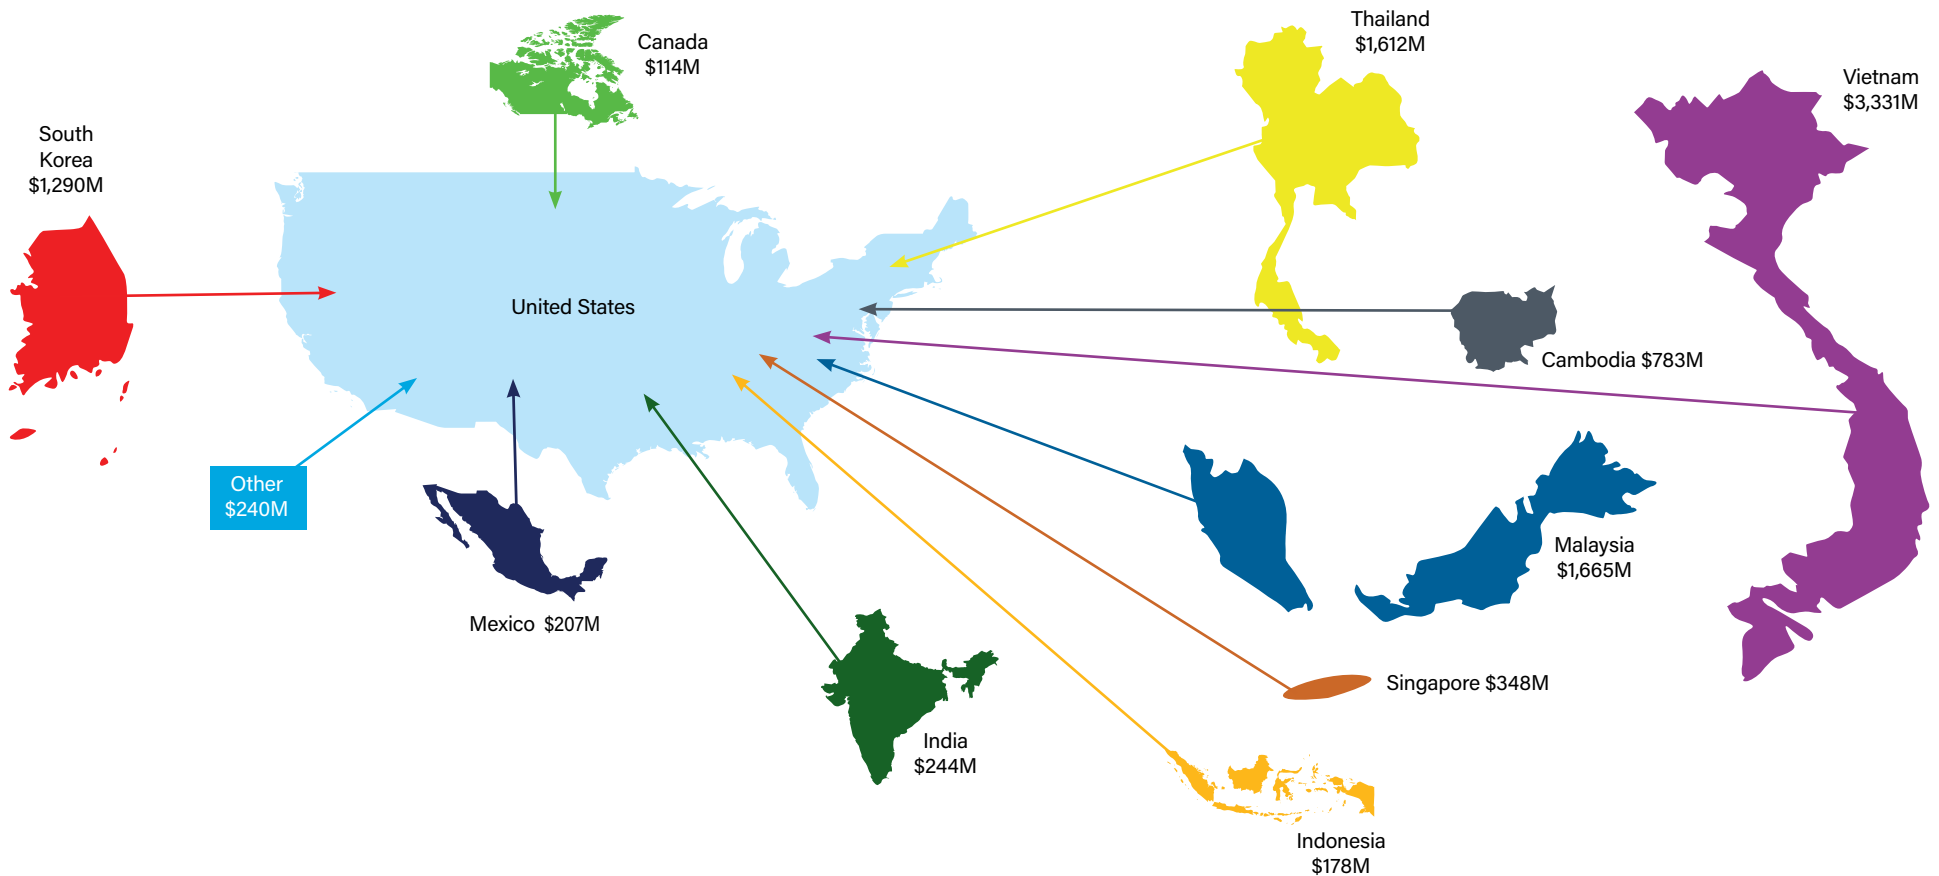 Canada
$114M
Thailand
$1,612M
Vietnam
$3,331M
South
Korea
$1,290M
United States
Cambodia $783M
Other
$240M
Malaysia
$1,665M
Mexico $207M
Singapore $348M
India
$244M
Indonesia
$178M